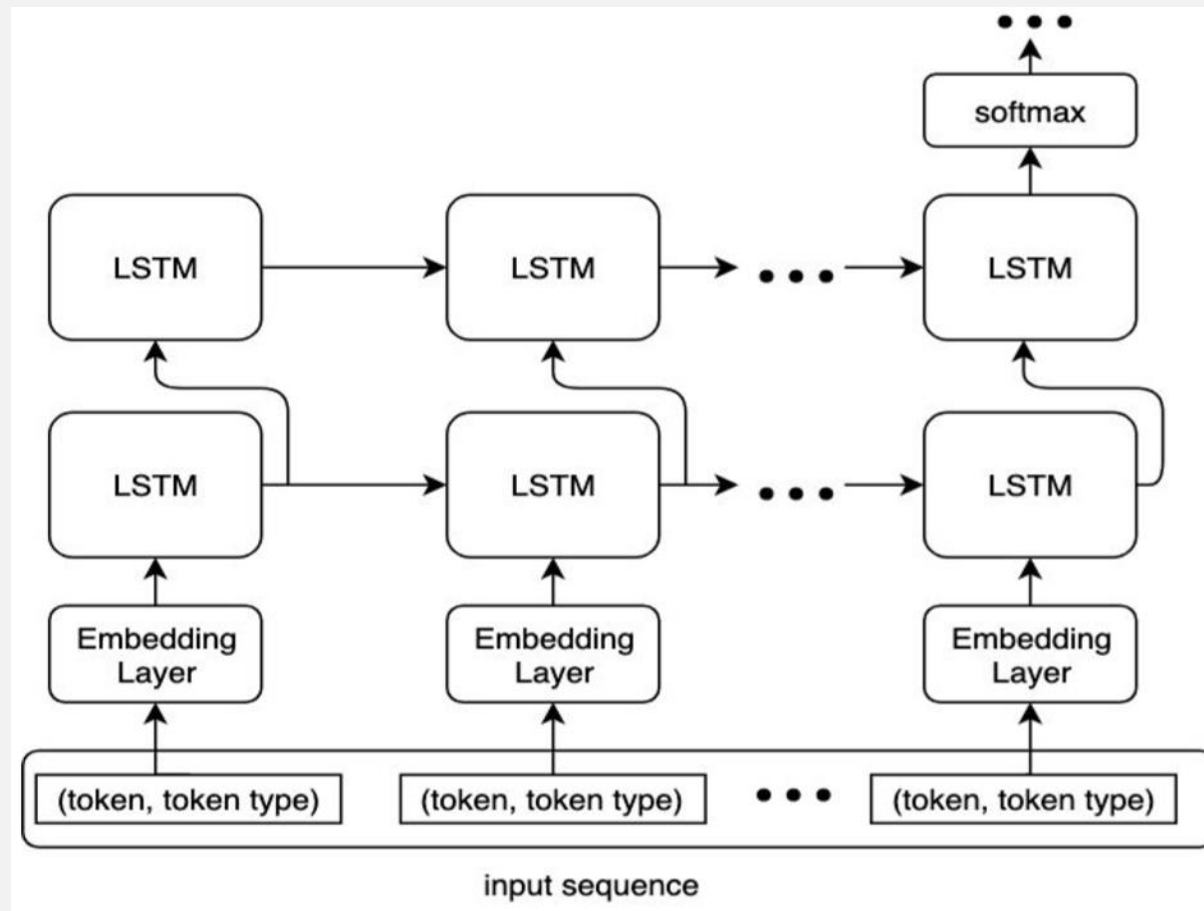 softmax
LSTM
LSTM
LSTM
LSTM
LSTM
LSTM
Embedding
Layer
Embedding
Layer
Embedding
Layer
(token, token type)
(token, token type)
(token, token type)
input sequence